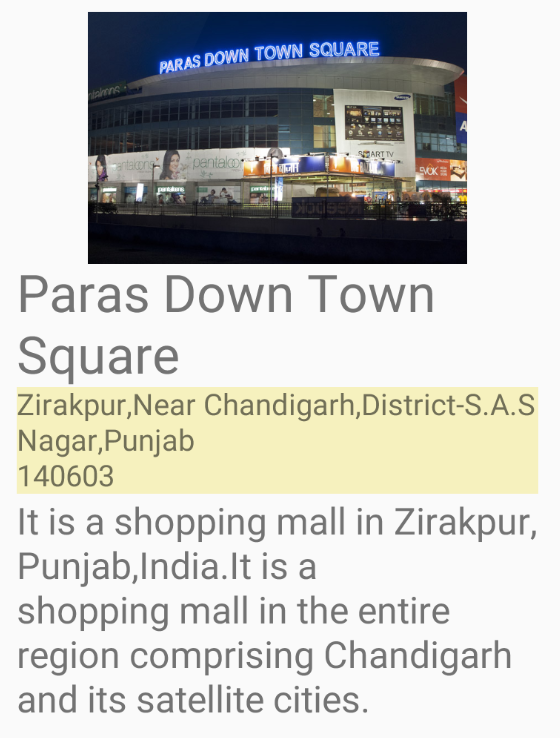 PARAS DOWN TOWN SQUARE
pantaloons
SAMSUNG
SMART TV
EVOK
pantaloons
Paras Down Town
Square
Zirakpur,Near Chandigarh,District-S.A.S
Nagar,Punjab
140603
It is a shopping mall in Zirakpur,
Punjab,India.It is a
shopping mall in the entire
region comprising Chandigarh
and its satellite cities.